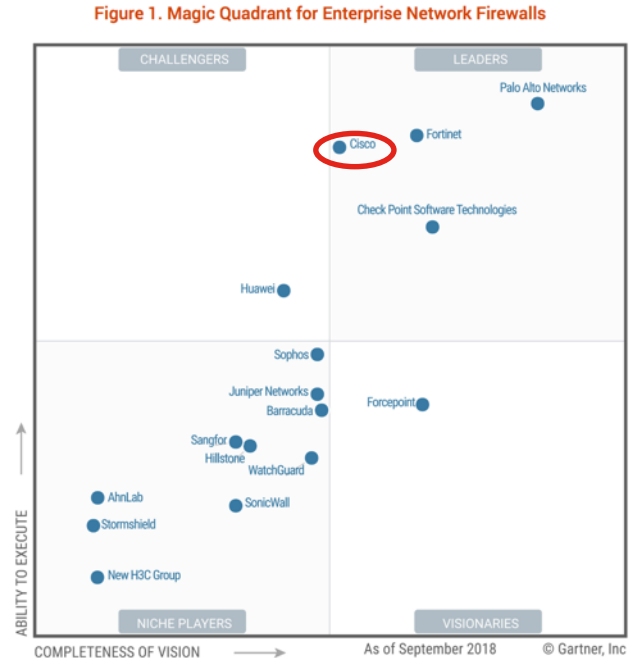 Figure 1. Magic Quadrant for Enterprise Network Firewalls
CHALLENGERS
LEADERS
Palo Alto Networks
Fortinet
Cisco
Check Point Software Technologies
Huawei
Sophos
Juniper Networks
Barracuda
Forcepoint
Sangfor
Hillstone
WatchGuard
AhnLab
SonicWall
Stormshield
New H3C Group
ABILITY TO EXECUTE
NICHE PLAYERS
VISIONARIES
COMPLETENESS OF VISION
As of September 2018
© Gartner, Inc